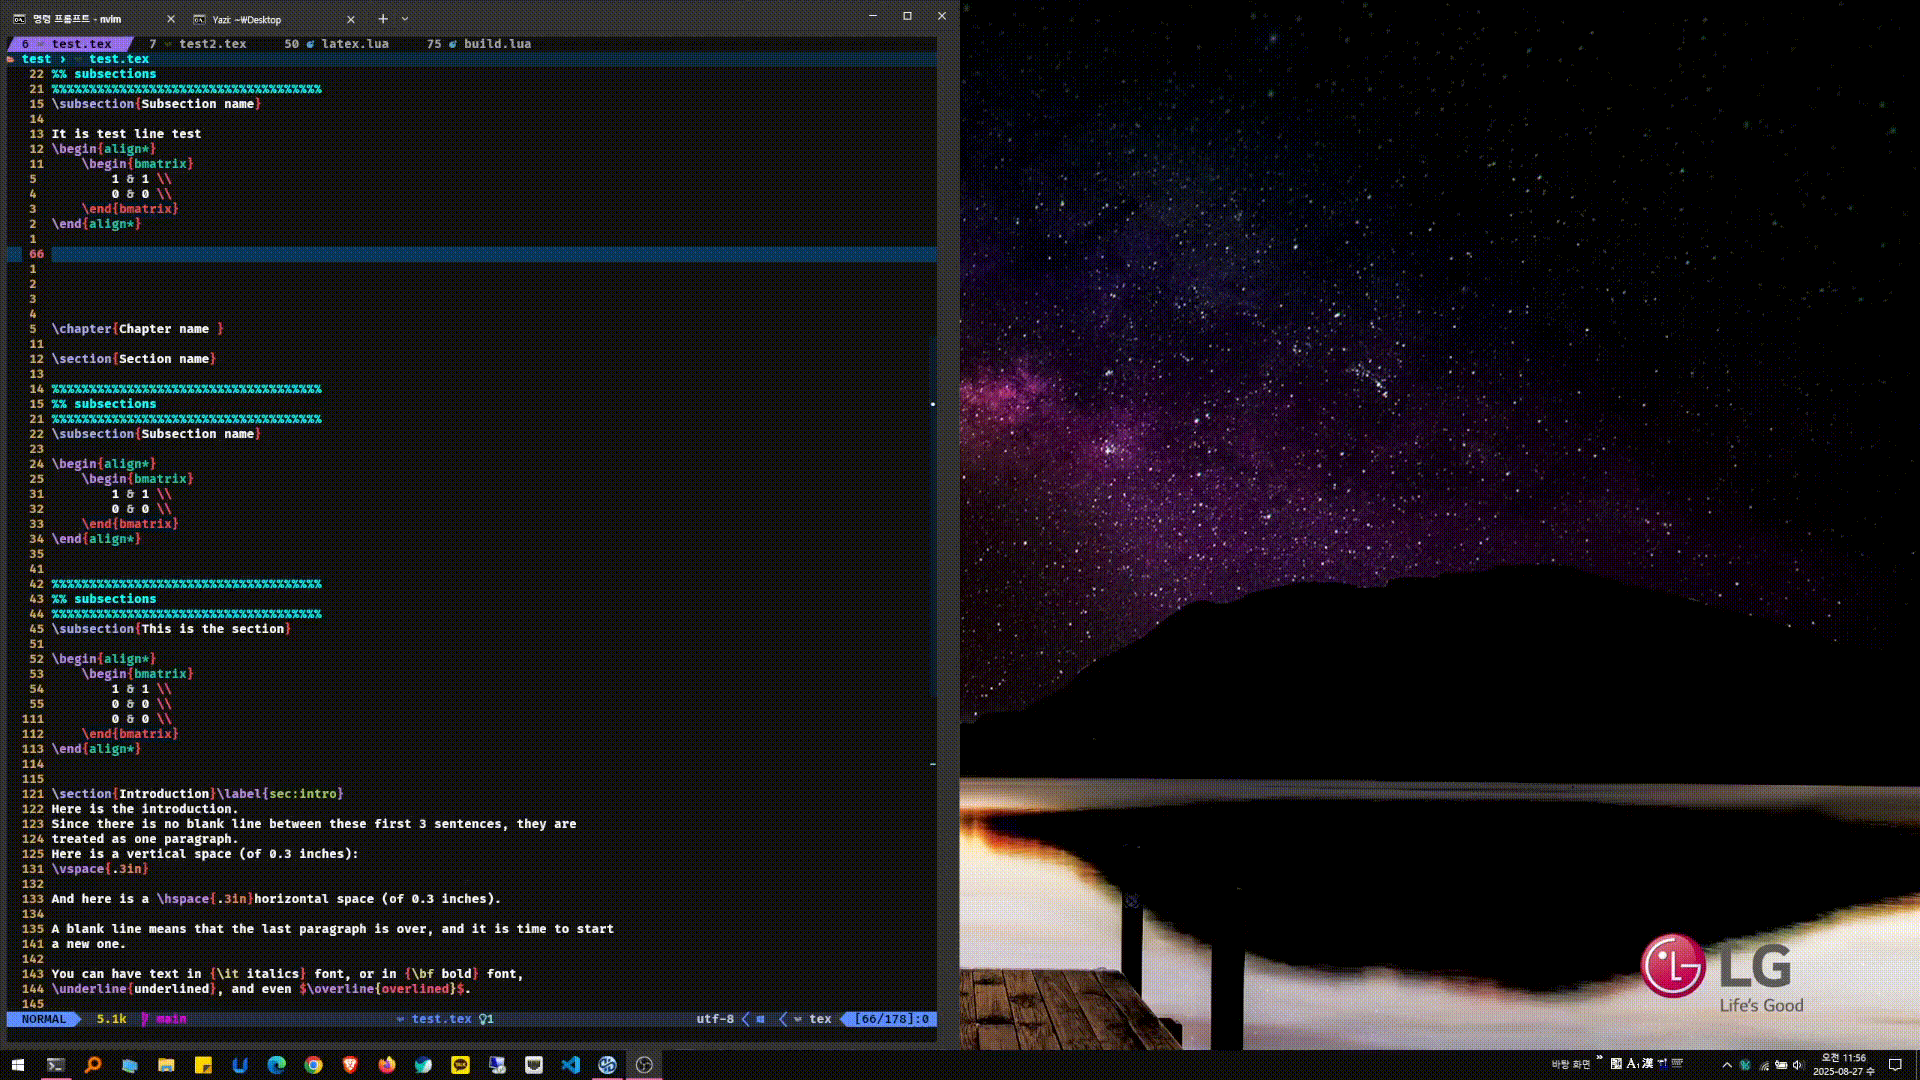 명령 프롬프트 - nvim
Yazi: ~₩Desktop
6 test.tex 7 test2.tex 50 latex.lua 75 build.lua
test › test.tex
22 %% subsections
21 %%%%%%%%%%%%%%%%%%%%%%%%%%%%%%%%%%%%
15 \subsection{Subsection name}
14
13 It is test line test
12 \begin{align*}
11 \begin{bmatrix}
5 1 & 1 \\
4 0 & 0 \\
3 \end{bmatrix}
2 \end{align*}
1
66
1
2
3
4
5 \chapter{Chapter name }
11
12 \section{Section name}
13
14 %%%%%%%%%%%%%%%%%%%%%%%%%%%%%%%%%%%%
15 %% subsections
21 %%%%%%%%%%%%%%%%%%%%%%%%%%%%%%%%%%%%
22 \subsection{Subsection name}
23
24 \begin{align*}
25 \begin{bmatrix}
31 1 & 1 \\
32 0 & 0 \\
33 \end{bmatrix}
34 \end{align*}
35
41
42 %%%%%%%%%%%%%%%%%%%%%%%%%%%%%%%%%%%%
43 %% subsections
44 %%%%%%%%%%%%%%%%%%%%%%%%%%%%%%%%%%%%
45 \subsection{This is the section}
51
52 \begin{align*}
53 \begin{bmatrix}
54 1 & 1 \\
55 0 & 0 \\
111 0 & 0 \\
112 \end{bmatrix}
113 \end{align*}
114
115
121 \section{Introduction}\label{sec:intro}
122 Here is the introduction.
123 Since there is no blank line between these first 3 sentences, they are
124 treated as one paragraph.
125 Here is a vertical space (of 0.3 inches):
131 \vspace{.3in}
132
133 And here is a \hspace{.3in}horizontal space (of 0.3 inches).
134
135 A blank line means that the last paragraph is over, and it is time to start
141 a new one.
142
143 You can have text in {\it italics} font, or in {\bf bold} font,
144 \underline{underlined}, and even $\overline{overlined}$.
145
NORMAL 5.1k main test.tex 1 utf-8 tex [66/178]:0
LG
Life's Good
바탕 화면 » 漢
오전 11:56
2025-08-27 수